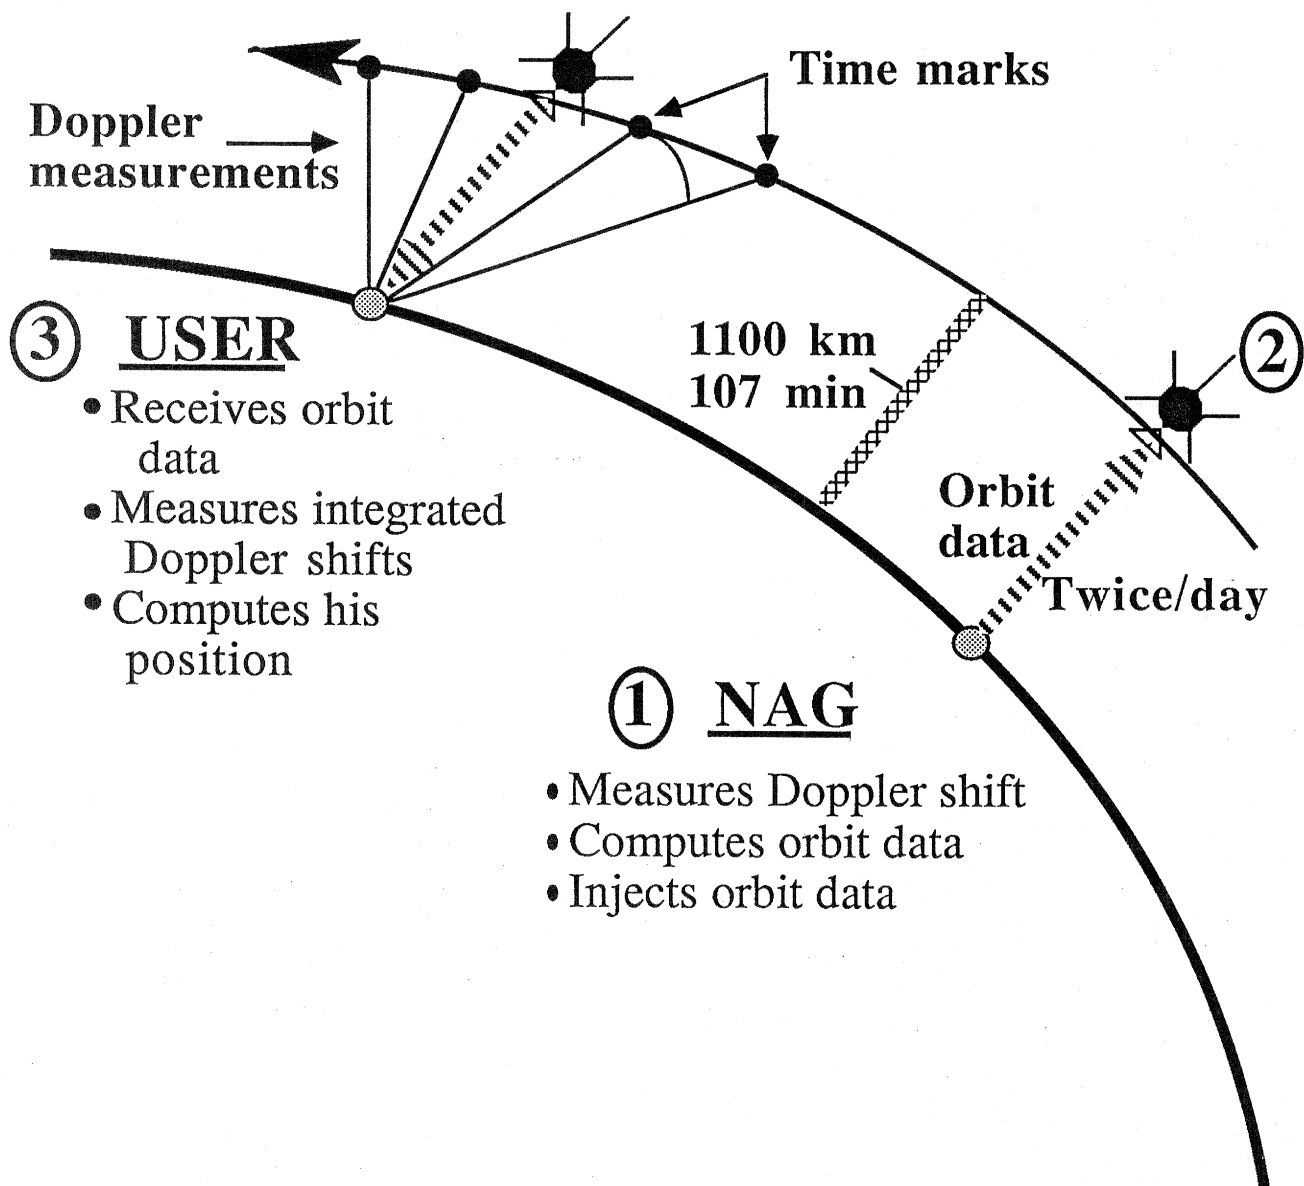 Time marks
Doppler
measurements
3 USER
• Receives orbit
data
• Measures integrated
Doppler shifts
• Computes his
position
1100 km
107 min
2
Orbit
data
Twice/day
1 NAG
• Measures Doppler shift
• Computes orbit data
• Injects orbit data